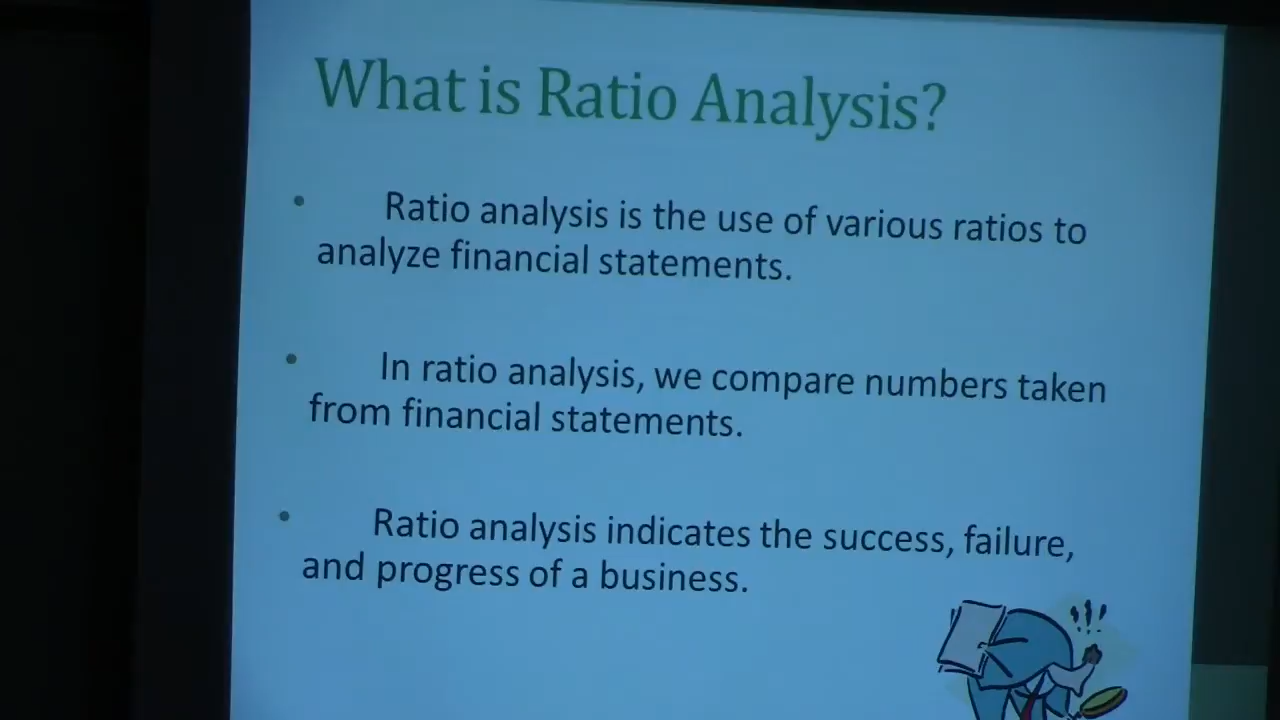 What is Ratio Analysis?
• Ratio analysis is the use of various ratios to
analyze financial statements.
• In ratio analysis, we compare numbers taken
from financial statements.
• Ratio analysis indicates the success, failure,
and progress of a business.
!!!